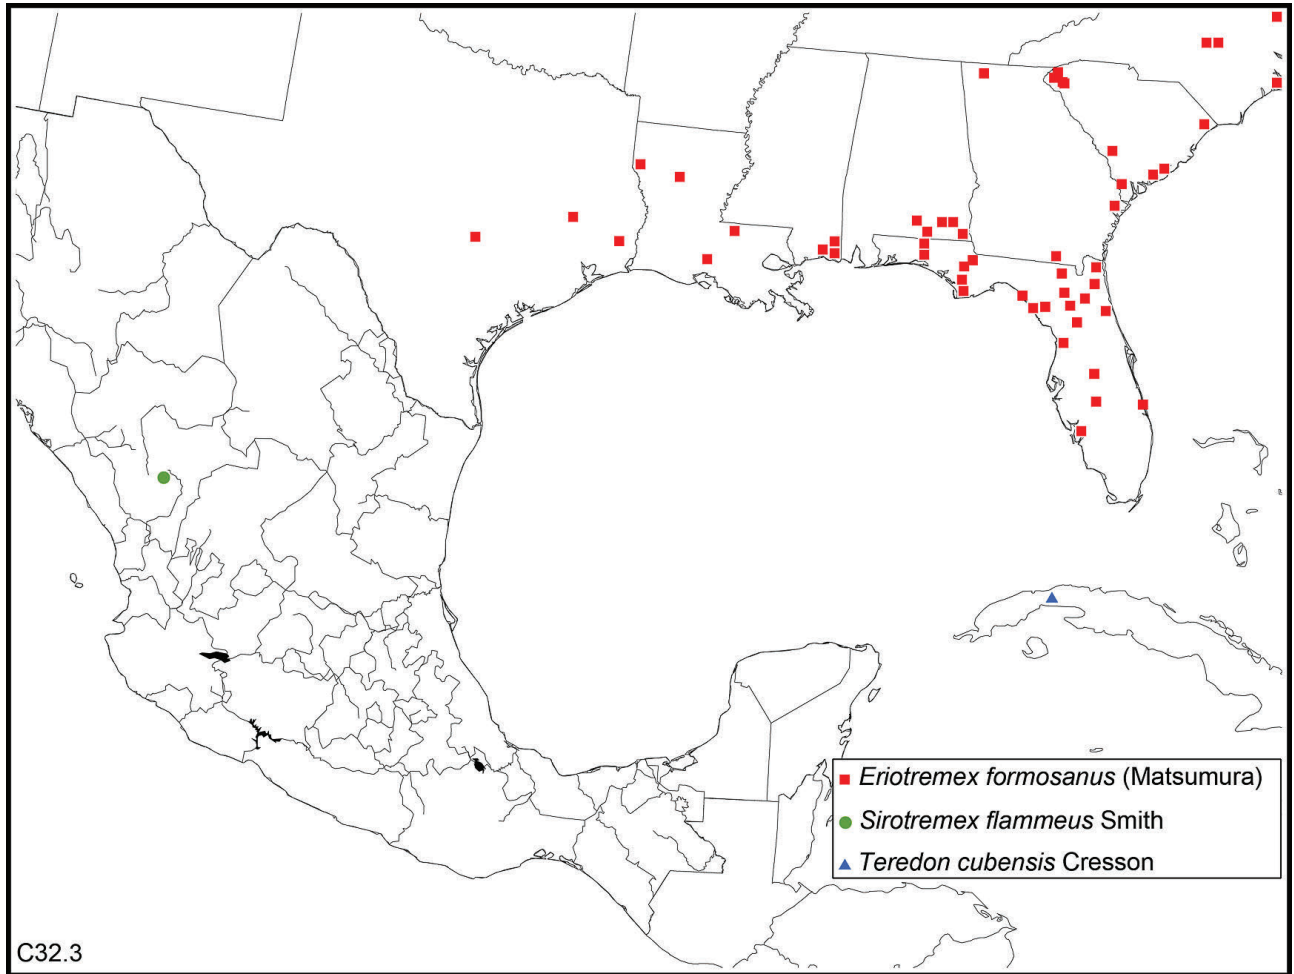 Eriotremex formosanus (Matsumura)
Sirotremex flammeus Smith
Teredon cubensis Cresson
C32.3